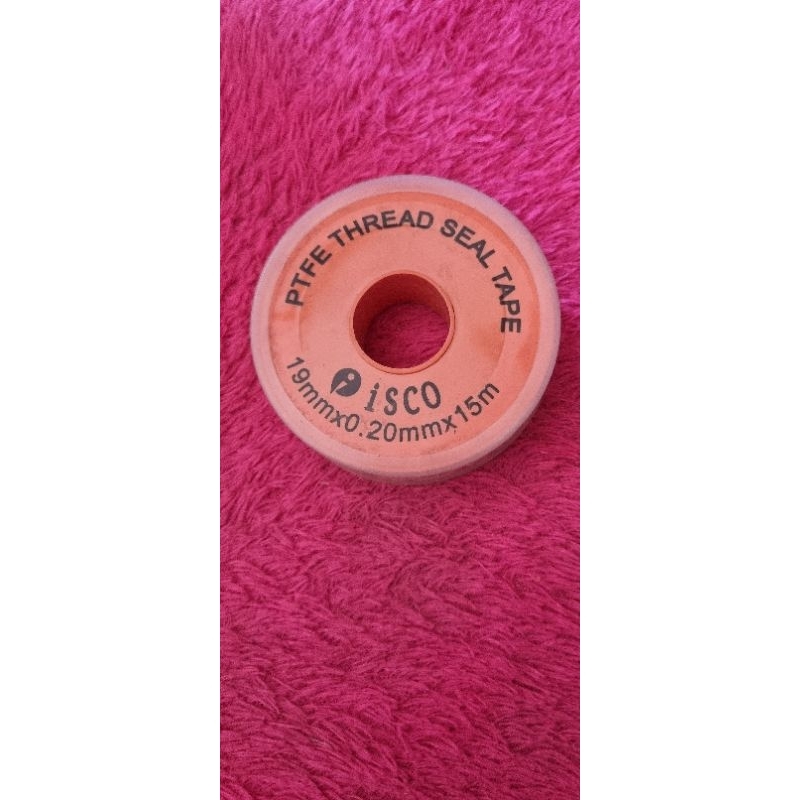 PTFE THREAD SEAL TAPE
iSCO
19mmx0.20mmx15m